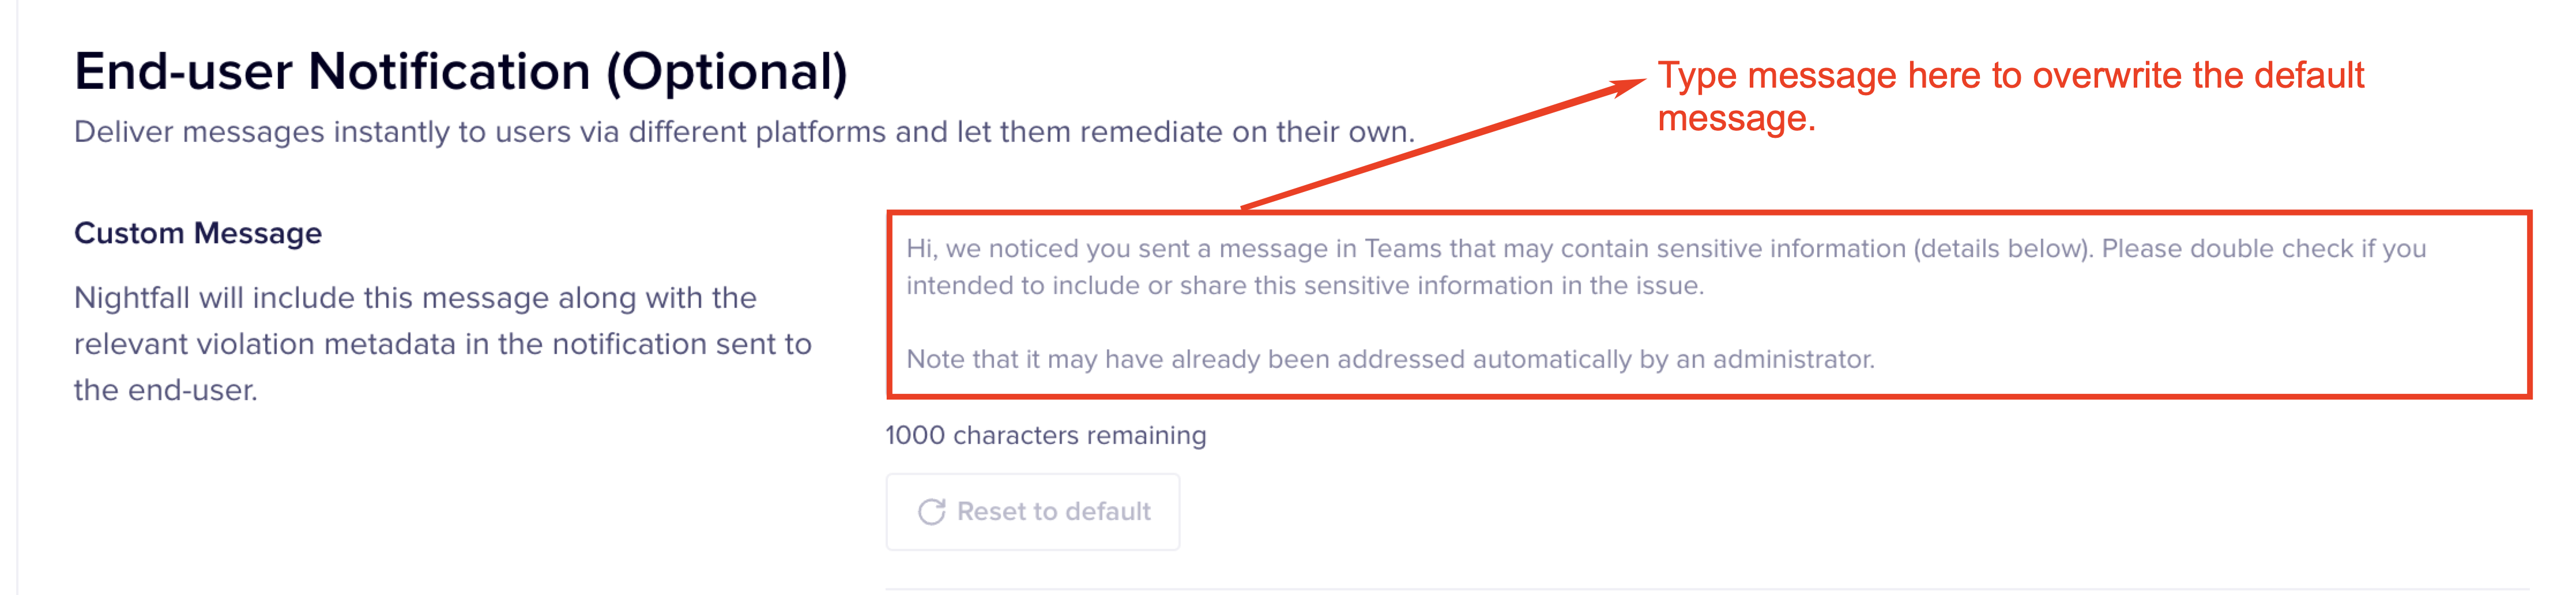 End-user Notification (Optional)
Deliver messages instantly to users via different platforms and let them remediate on their own.
Type message here to overwrite the default
message.
Custom Message
Nightfall will include this message along with the
relevant violation metadata in the notification sent to
the end-user.
Hi, we noticed you sent a message in Teams that may contain sensitive information (details below). Please double check if you
intended to include or share this sensitive information in the issue.
Note that it may have already been addressed automatically by an administrator.
1000 characters remaining
Reset to default